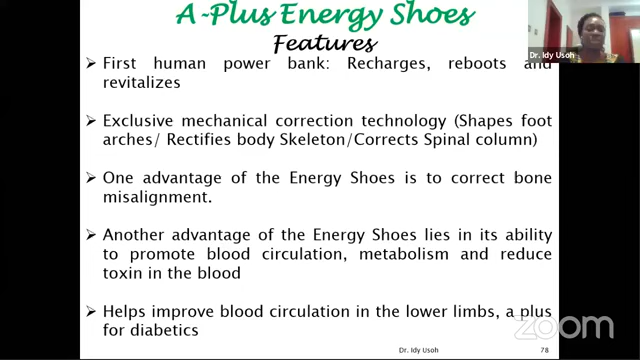 A-Plus Energy Shoes
Features
Dr. Idy Usoh
➢ First human power bank: Recharges, reboots and
revitalizes
➢ Exclusive mechanical correction technology (Shapes foot
arches/ Rectifies body Skeleton/Corrects Spinal column)
➢ One advantage of the Energy Shoes is to correct bone
misalignment.
➢ Another advantage of the Energy Shoes lies in its ability
to promote blood circulation, metabolism and reduce
toxin in the blood
➢ Helps improve blood circulation in the lower limbs, a plus
for diabetics
zoom
Dr. Idy Usoh
78